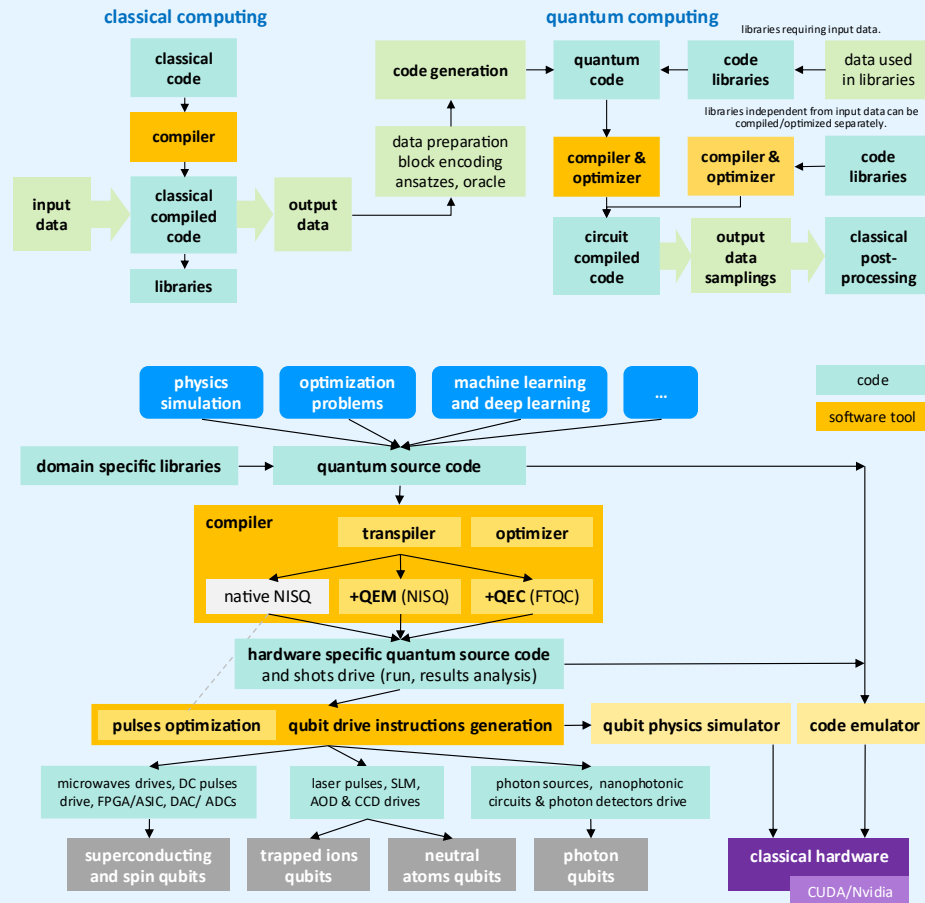 classical computing
quantum computing
libraries requiring input data.
classical
code
code generation
quantum
code
code
libraries
data used
in libraries
libraries independent from input data can be
compiled/optimized separately.
compiler
data preparation
block encoding
ansatzes, oracle
compiler &
optimizer
compiler &
optimizer
code
libraries
input
data
classical
compiled
code
output
data
circuit
compiled
code
output
data
samplings
classical
post-
processing
libraries
physics
simulation
optimization
problems
machine learning
and deep learning
...
code
software tool
domain specific libraries
quantum source code
compiler
transpiler
optimizer
native NISQ
+QEM (NISQ)
+QEC (FTQC)
hardware specific quantum source code
and shots drive (run, results analysis)
pulses optimization
qubit drive instructions generation
qubit physics simulator
code emulator
microwaves drives, DC pulses
drive, FPGA/ASIC, DAC/ ADCs
laser pulses, SLM,
AOD & CCD drives
photon sources, nanophotonic
circuits & photon detectors drive
superconducting
and spin qubits
trapped ions
qubits
neutral
atoms qubits
photon
qubits
classical hardware
CUDA/Nvidia